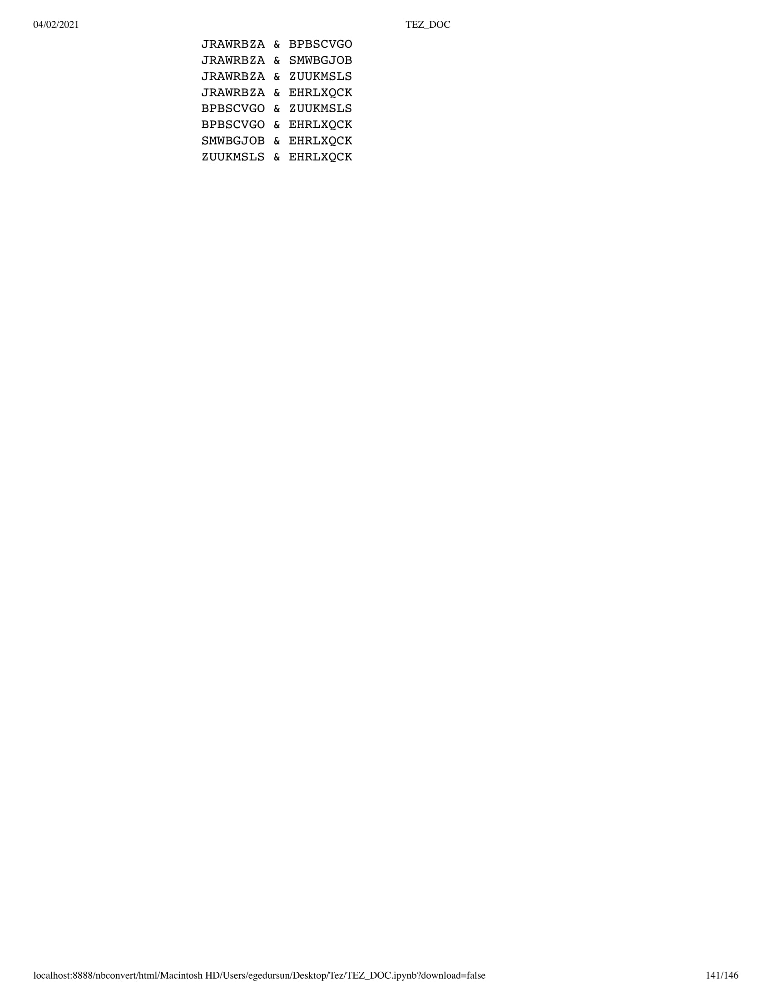 04/02/2021 TEZ_DOC
JRAWRBZA & BPBSCVGO
JRAWRBZA & SMWBGJOB
JRAWRBZA & ZUUKMSLS
JRAWRBZA & EHRLXQCK
BPBSCVGO & ZUUKMSLS
BPBSCVGO & EHRLXQCK
SMWBGJOB & EHRLXQCK
ZUUKMSLS & EHRLXQCK
localhost:8888/nbconvert/html/Macintosh HD/Users/egedursun/Desktop/Tez/TEZ_DOC.ipynb?download=false 141/146